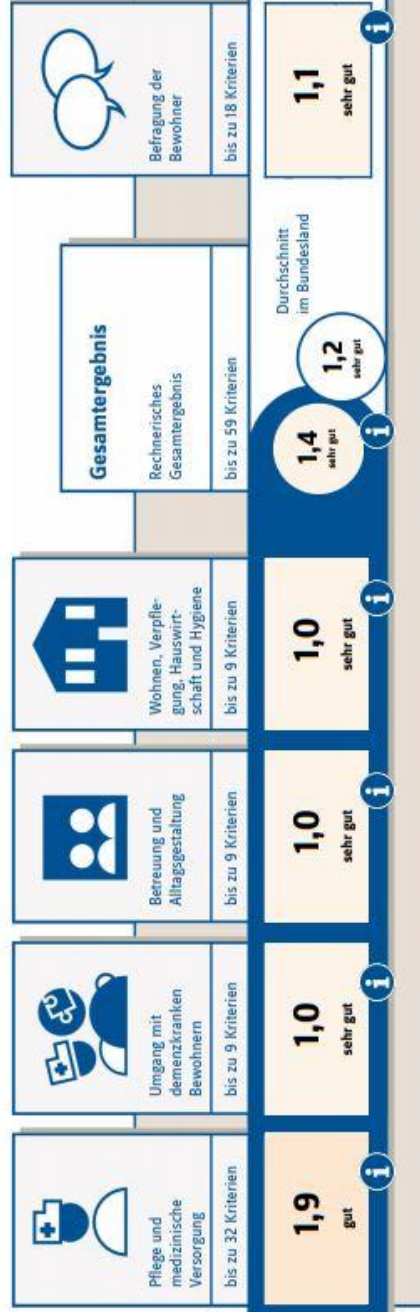 Pflege und
medizinische
Versorgung
bis zu 32 Kriterien
1,9
gut
Umgang mit
demenzkranken
Bewohnern
bis zu 9 Kriterien
1,0
sehr gut
Betreuung und
Alltagsgestaltung
bis zu 9 Kriterien
1,0
sehr gut
Wohnen, Verpfle-
gung, Hauswirt-
schaft und Hygiene
bis zu 9 Kriterien
1,0
sehr gut
Gesamtergebnis
Rechnerisches
Gesamtergebnis
bis zu 59 Kriterien
1,4
sehr gut
Durchschnitt
im Bundesland
1,2
sehr gut
Befragung der
Bewohner
bis zu 18 Kriterien
1,1
sehr gut
i
i
i
i
i
i